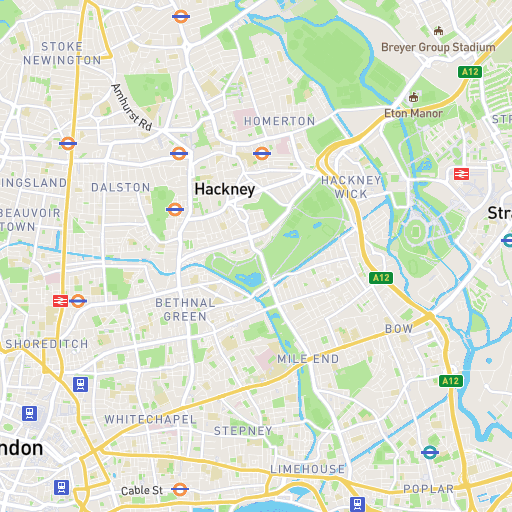 STOKE
NEWINGTON
Breyer Group Stadium
A12
Amhurst Rd
Eton Manor
HOMERTON
STR
INGSLAND
DALSTON
Hackney
HACKNEY
WICK
BEAUVOIR
TOWN
Stra
A12
BETHNAL
GREEN
BOW
SHOREDITCH
MILE END
A12
WHITECHAPEL
STEPNEY
ndon
LIMEHOUSE
Cable St
POPLAR